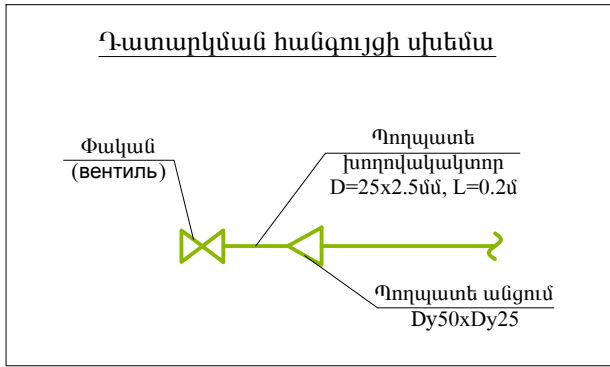 Դատարկման հանգույցի սխեմա
Փական
(вентиль)
Պողպատե
խողովակակտոր
D=25x2.5մմ, L=0.2մ
Պողպատե անցում
Dy50xDy25